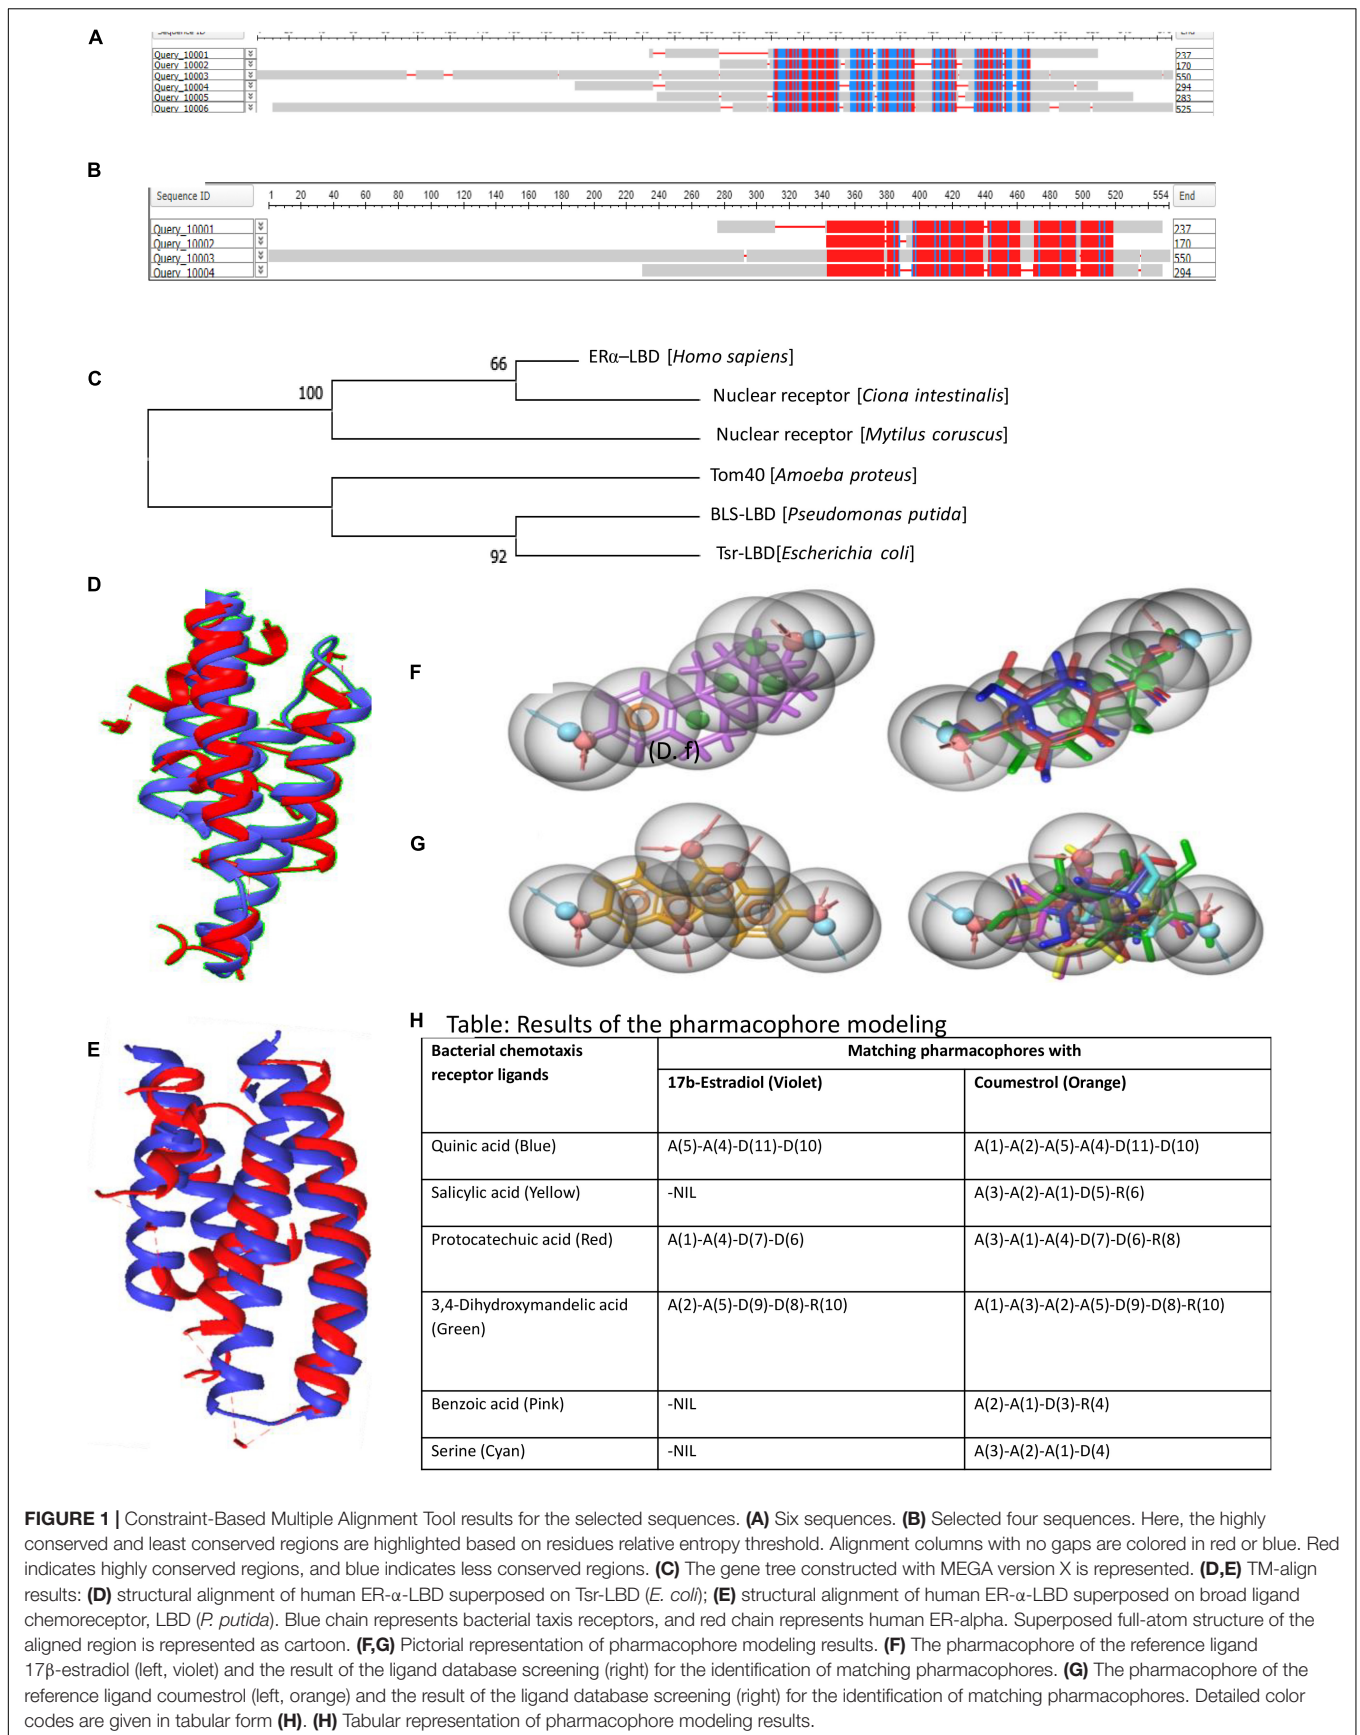 A
Sequence ID
End
Query_10001
237
Query_10002
170
Query_10003
550
Query_10004
294
Query_10005
283
Query_10006
525
B
Sequence ID 1 20 40 60 80 100 120 140 160 180 200 220 240 260 280 300 320 340 360 380 400 420 440 460 480 500 520 554 End
Query_10001 237
Query_10002 170
Query_10003 550
Query_10004 294
C
66 ERα–LBD [Homo sapiens]
100
Nuclear receptor [Ciona intestinalis]
Nuclear receptor [Mytilus coruscus]
Tom40 [Amoeba proteus]
BLS-LBD [Pseudomonas putida]
92 Tsr-LBD[Escherichia coli]
D
F
(D. f)
G
E
H Table: Results of the pharmacophore modeling
Bacterial chemotaxis receptor ligands
Matching pharmacophores with
17b-Estradiol (Violet) Coumestrol (Orange)
Quinic acid (Blue) A(5)-A(4)-D(11)-D(10) A(1)-A(2)-A(5)-A(4)-D(11)-D(10)
Salicylic acid (Yellow) -NIL A(3)-A(2)-A(1)-D(5)-R(6)
Protocatechuic acid (Red) A(1)-A(4)-D(7)-D(6) A(3)-A(1)-A(4)-D(7)-D(6)-R(8)
3,4-Dihydroxymandelic acid (Green) A(2)-A(5)-D(9)-D(8)-R(10) A(1)-A(3)-A(2)-A(5)-D(9)-D(8)-R(10)
Benzoic acid (Pink) -NIL A(2)-A(1)-D(3)-R(4)
Serine (Cyan) -NIL A(3)-A(2)-A(1)-D(4)
FIGURE 1 | Constraint-Based Multiple Alignment Tool results for the selected sequences. (A) Six sequences. (B) Selected four sequences. Here, the highly
conserved and least conserved regions are highlighted based on residues relative entropy threshold. Alignment columns with no gaps are colored in red or blue. Red
indicates highly conserved regions, and blue indicates less conserved regions. (C) The gene tree constructed with MEGA version X is represented. (D,E) TM-align
results: (D) structural alignment of human ER-α-LBD superposed on Tsr-LBD (E. coli); (E) structural alignment of human ER-α-LBD superposed on broad ligand
chemoreceptor, LBD (P. putida). Blue chain represents bacterial taxis receptors, and red chain represents human ER-alpha. Superposed full-atom structure of the
aligned region is represented as cartoon. (F,G) Pictorial representation of pharmacophore modeling results. (F) The pharmacophore of the reference ligand
17β-estradiol (left, violet) and the result of the ligand database screening (right) for the identification of matching pharmacophores. (G) The pharmacophore of the
reference ligand coumestrol (left, orange) and the result of the ligand database screening (right) for the identification of matching pharmacophores. Detailed color
codes are given in tabular form (H). (H) Tabular representation of pharmacophore modeling results.